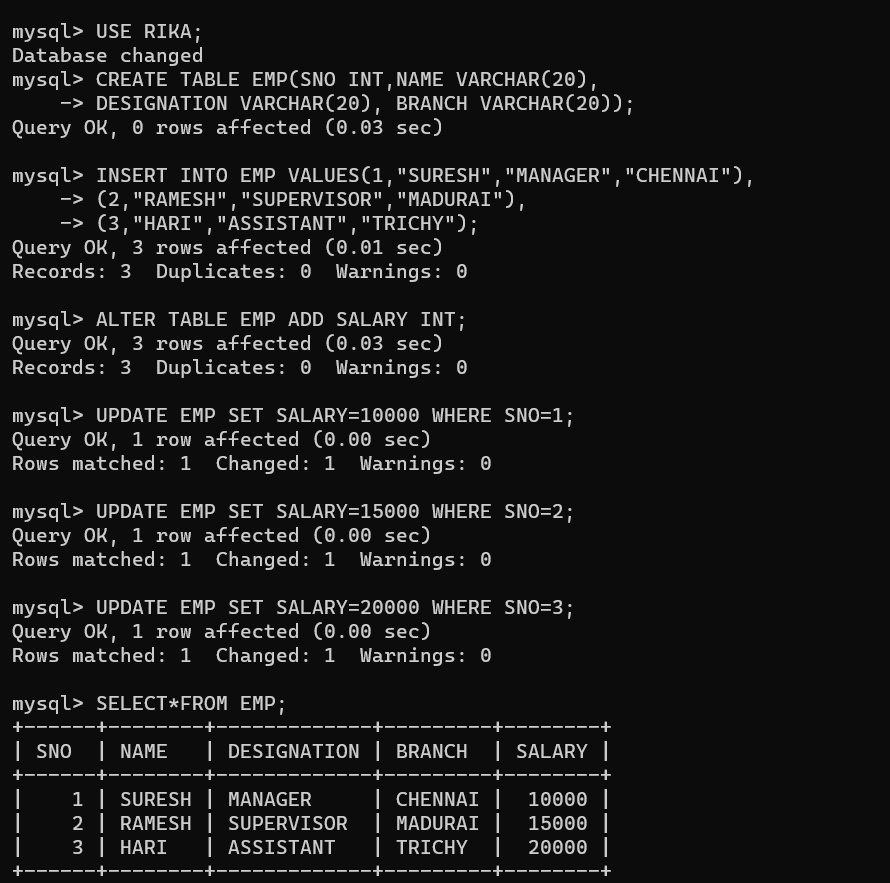 mysql> USE RIKA;
Database changed
mysql> CREATE TABLE EMP(SNO INT,NAME VARCHAR(20),
    -> DESIGNATION VARCHAR(20), BRANCH VARCHAR(20));
Query OK, 0 rows affected (0.03 sec)

mysql> INSERT INTO EMP VALUES(1,"SURESH","MANAGER","CHENNAI"),
    -> (2,"RAMESH","SUPERVISOR","MADURAI"),
    -> (3,"HARI","ASSISTANT","TRICHY");
Query OK, 3 rows affected (0.01 sec)
Records: 3  Duplicates: 0  Warnings: 0

mysql> ALTER TABLE EMP ADD SALARY INT;
Query OK, 3 rows affected (0.03 sec)
Records: 3  Duplicates: 0  Warnings: 0

mysql> UPDATE EMP SET SALARY=10000 WHERE SNO=1;
Query OK, 1 row affected (0.00 sec)
Rows matched: 1  Changed: 1  Warnings: 0

mysql> UPDATE EMP SET SALARY=15000 WHERE SNO=2;
Query OK, 1 row affected (0.00 sec)
Rows matched: 1  Changed: 1  Warnings: 0

mysql> UPDATE EMP SET SALARY=20000 WHERE SNO=3;
Query OK, 1 row affected (0.00 sec)
Rows matched: 1  Changed: 1  Warnings: 0

mysql> SELECT*FROM EMP;
+------+--------+-------------+---------+--------+
| SNO  | NAME   | DESIGNATION | BRANCH  | SALARY |
+------+--------+-------------+---------+--------+
|    1 | SURESH | MANAGER     | CHENNAI |  10000 |
|    2 | RAMESH | SUPERVISOR  | MADURAI |  15000 |
|    3 | HARI   | ASSISTANT   | TRICHY  |  20000 |
+------+--------+-------------+---------+--------+